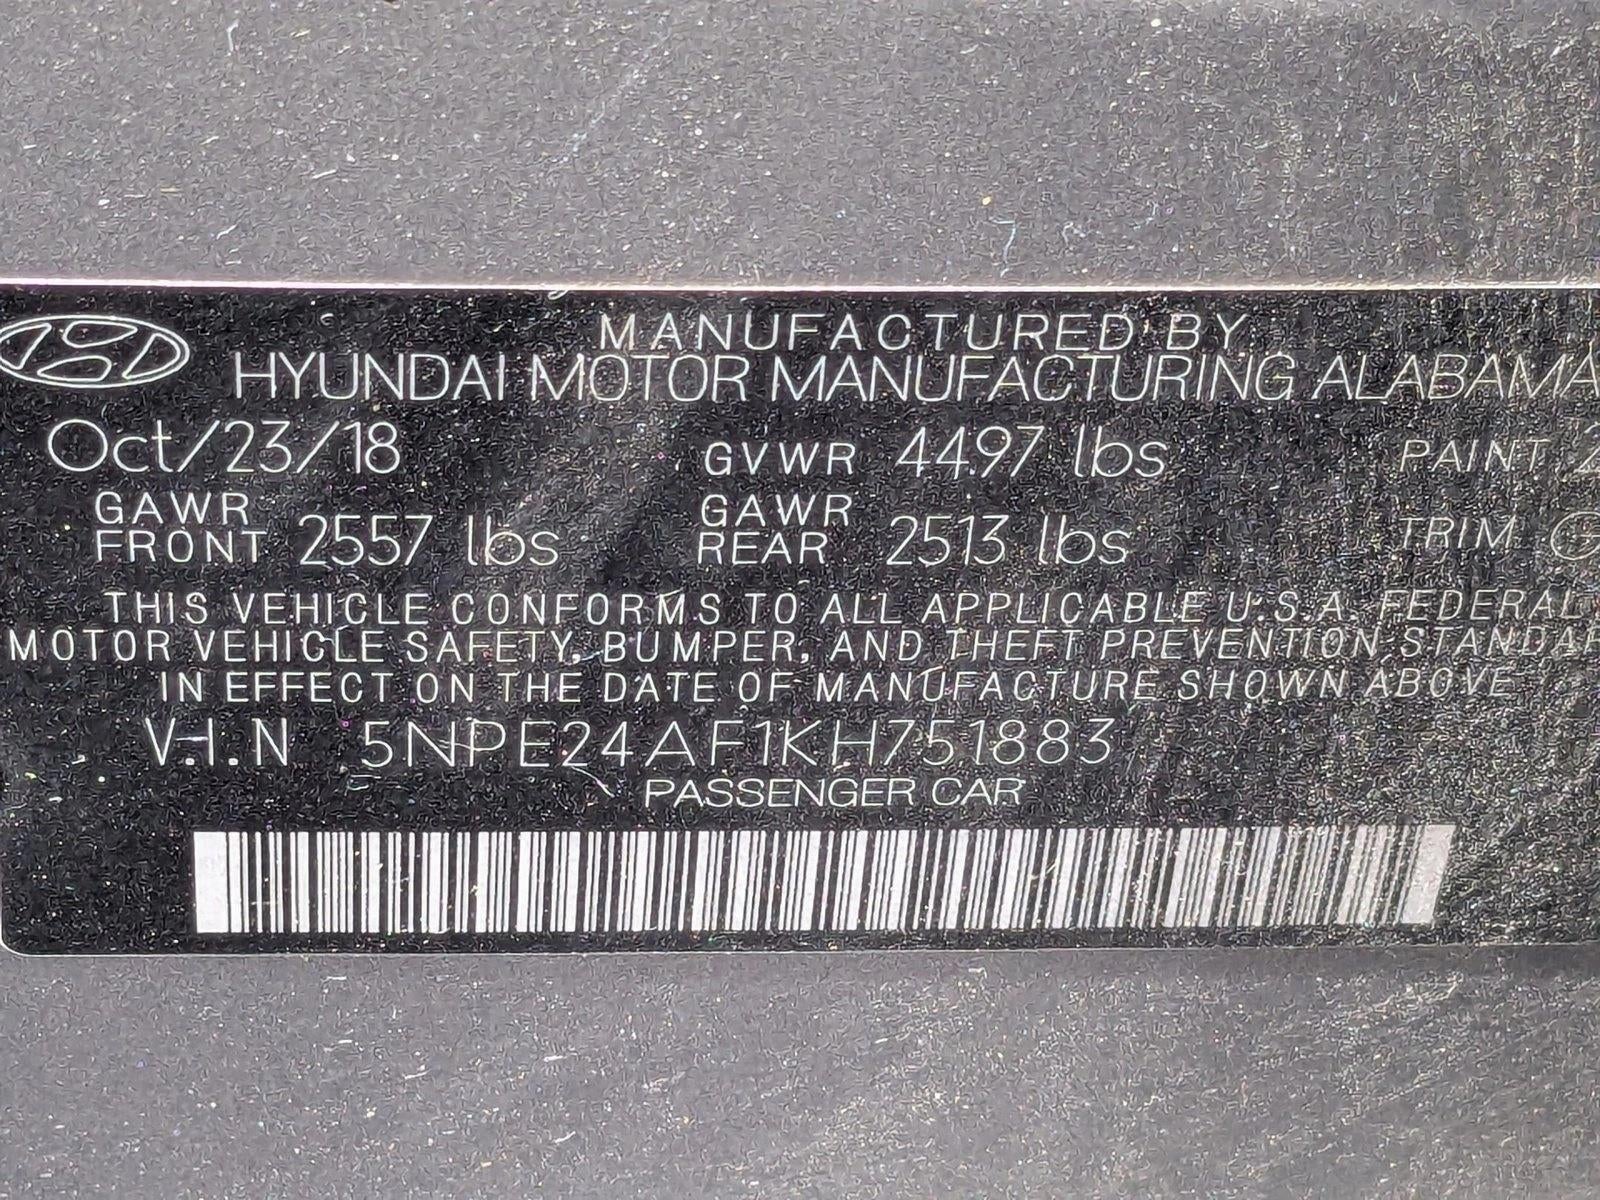 MANUFACTURED BY
HYUNDAI MOTOR MANUFACTURING ALABAMA
Oct/23/18 GVWR 4497 lbs PAINT
GAWR FRONT 2557 lbs GAWR REAR 2513 lbs TRIM
THIS VEHICLE CONFORMS TO ALL APPLICABLE U.S.A. FEDERAL
MOTOR VEHICLE SAFETY, BUMPER, AND THEFT PREVENTION STANDAR
IN EFFECT ON THE DATE OF MANUFACTURE SHOWN ABOVE
V.I.N 5NPE24AF1KH751883
PASSENGER CAR